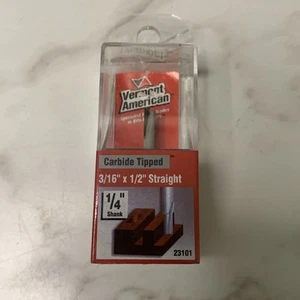 Vermont
American
Carbide Tipped
3/16" x 1/2" Straight
1/4"
Shank
23101